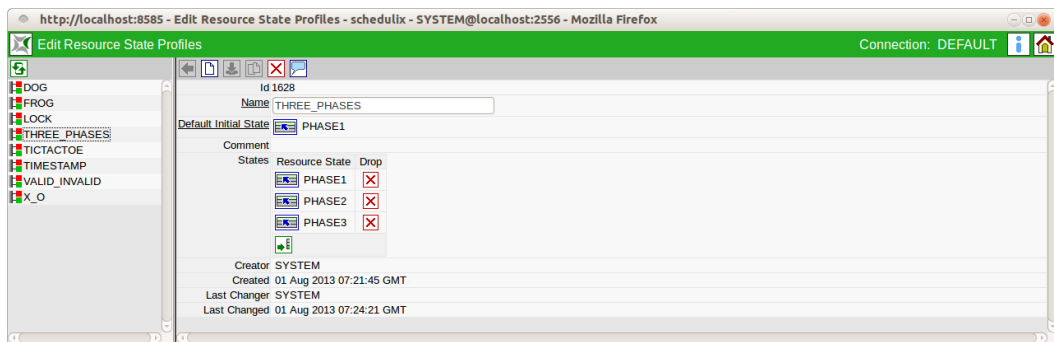 http://localhost:8585 - Edit Resource State Profiles - schedulix - SYSTEM@localhost:2556 - Mozilla Firefox
Edit Resource State Profiles
Connection: DEFAULT
DOG
FROG
LOCK
THREE_PHASES
TICTACTOE
TIMESTAMP
VALID_INVALID
X_O
Id 1628
Name THREE_PHASES
Default Initial State PHASE1
Comment
States Resource State Drop
PHASE1
PHASE2
PHASE3
Creator SYSTEM
Created 01 Aug 2013 07:21:45 GMT
Last Changer SYSTEM
Last Changed 01 Aug 2013 07:24:21 GMT